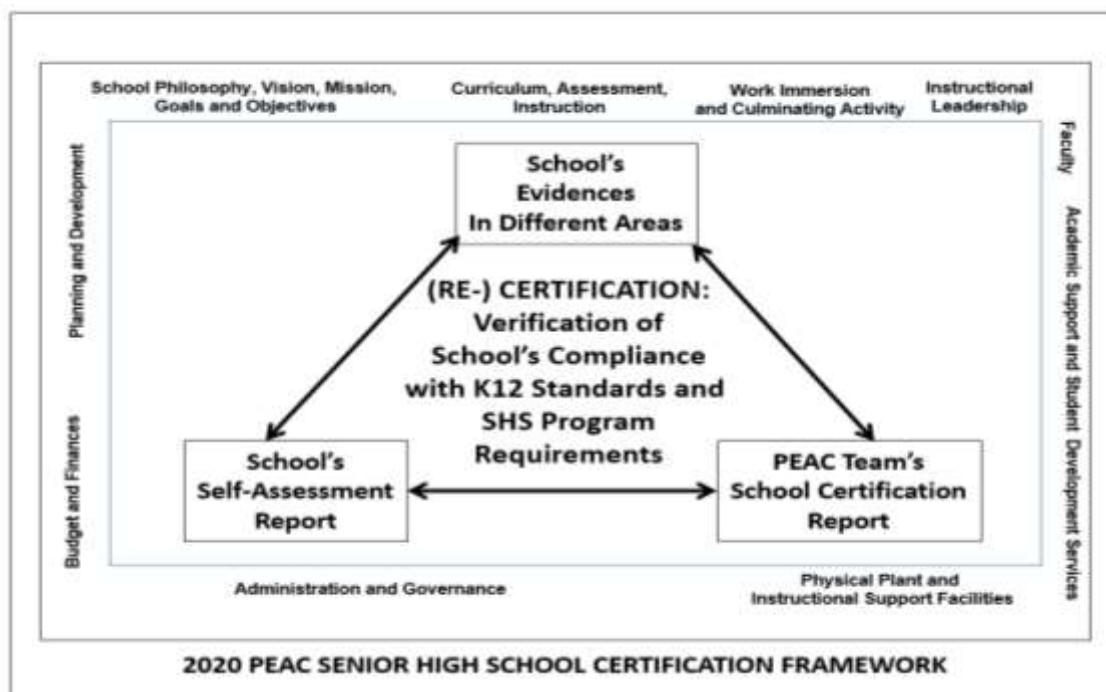 School Philosophy, Vision, Mission,
Goals and Objectives
Curriculum, Assessment,
Instruction
Work Immersion
and Culminating Activity
Instructional
Leadership
Faculty
Academic Support and Student Development Services
Planning and Development
Budget and Finances
School's
Evidences
In Different Areas
(RE-) CERTIFICATION:
Verification of
School's Compliance
with K12 Standards and
SHS Program
Requirements
School's
Self-Assessment
Report
PEAC Team's
School Certification
Report
Administration and Governance
Physical Plant and
Instructional Support Facilities
2020 PEAC SENIOR HIGH SCHOOL CERTIFICATION FRAMEWORK